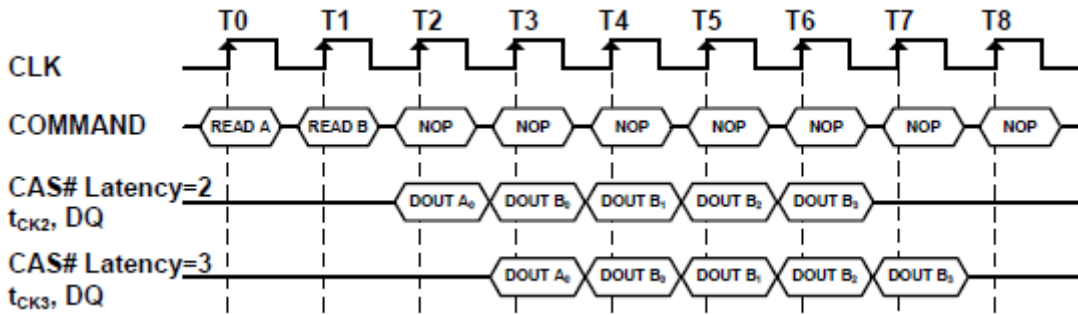 T0 T1 T2 T3 T4 T5 T6 T7 T8
CLK
COMMAND READ A READ B NOP NOP NOP NOP NOP NOP NOP
CAS# Latency=2
tCK2, DQ DOUT A0 DOUT B0 DOUT B1 DOUT B2 DOUT B3
CAS# Latency=3
tCK3, DQ DOUT A0 DOUT B0 DOUT B1 DOUT B2 DOUT B3